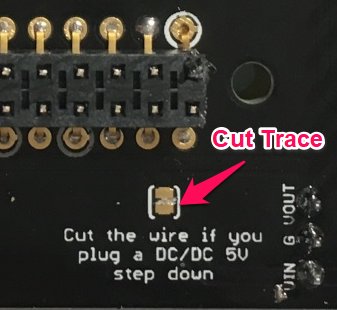 Cut Trace
Cut the wire if you
plug a DC/DC 5V
step down
VOUT
G
VIN